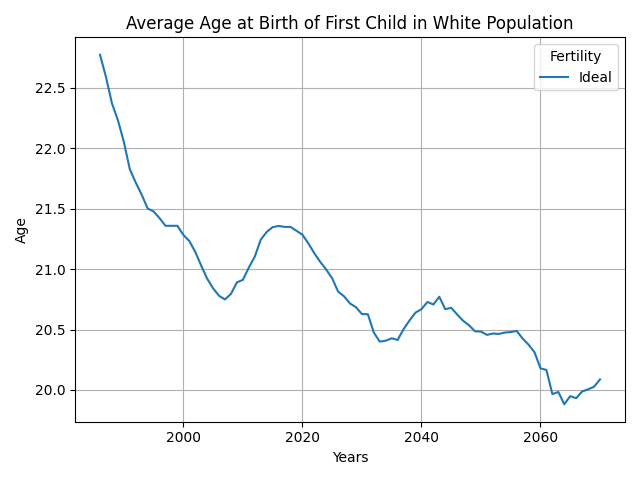 Average Age at Birth of First Child in White Population
Fertility
Ideal
22.5
22.0
21.5
21.0
20.5
20.0
Age
2000 2020 2040 2060
Years